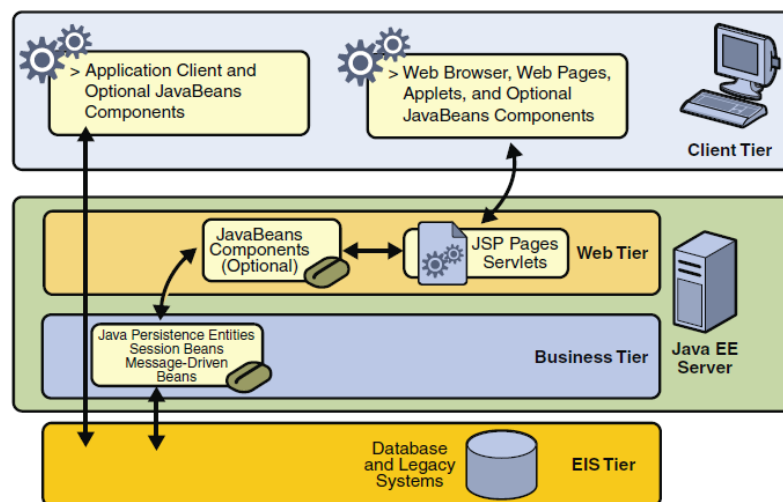 > Application Client and
Optional JavaBeans
Components
> Web Browser, Web Pages,
Applets, and Optional
JavaBeans Components
Client Tier
JavaBeans
Components
(Optional)
JSP Pages
Servlets
Web Tier
Java Persistence Entities
Session Beans
Message-Driven
Beans
Business Tier
Java EE
Server
Database
and Legacy
Systems
EIS Tier